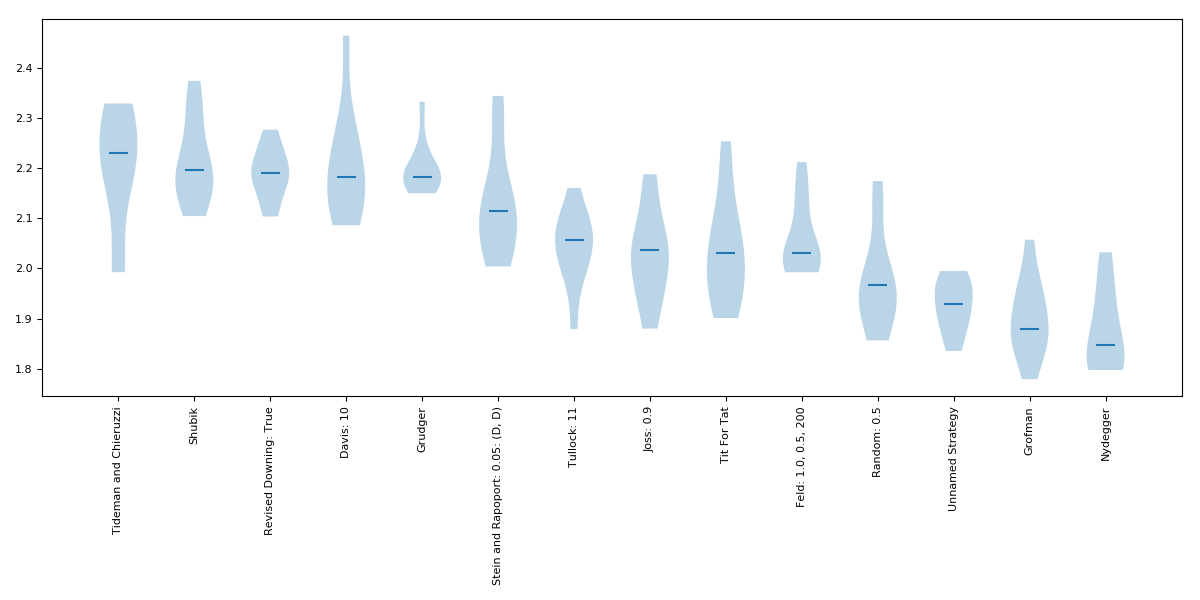 2.4
2.3
2.2
2.1
2.0
1.9
1.8
Tideman and Chieruzzi
Shubik
Revised Downing: True
Davis: 10
Grudger
Stein and Rapoport: 0.05: (D, D)
Tullock: 11
Joss: 0.9
Tit For Tat
Feld: 1.0, 0.5, 200
Random: 0.5
Unnamed Strategy
Grofman
Nydegger